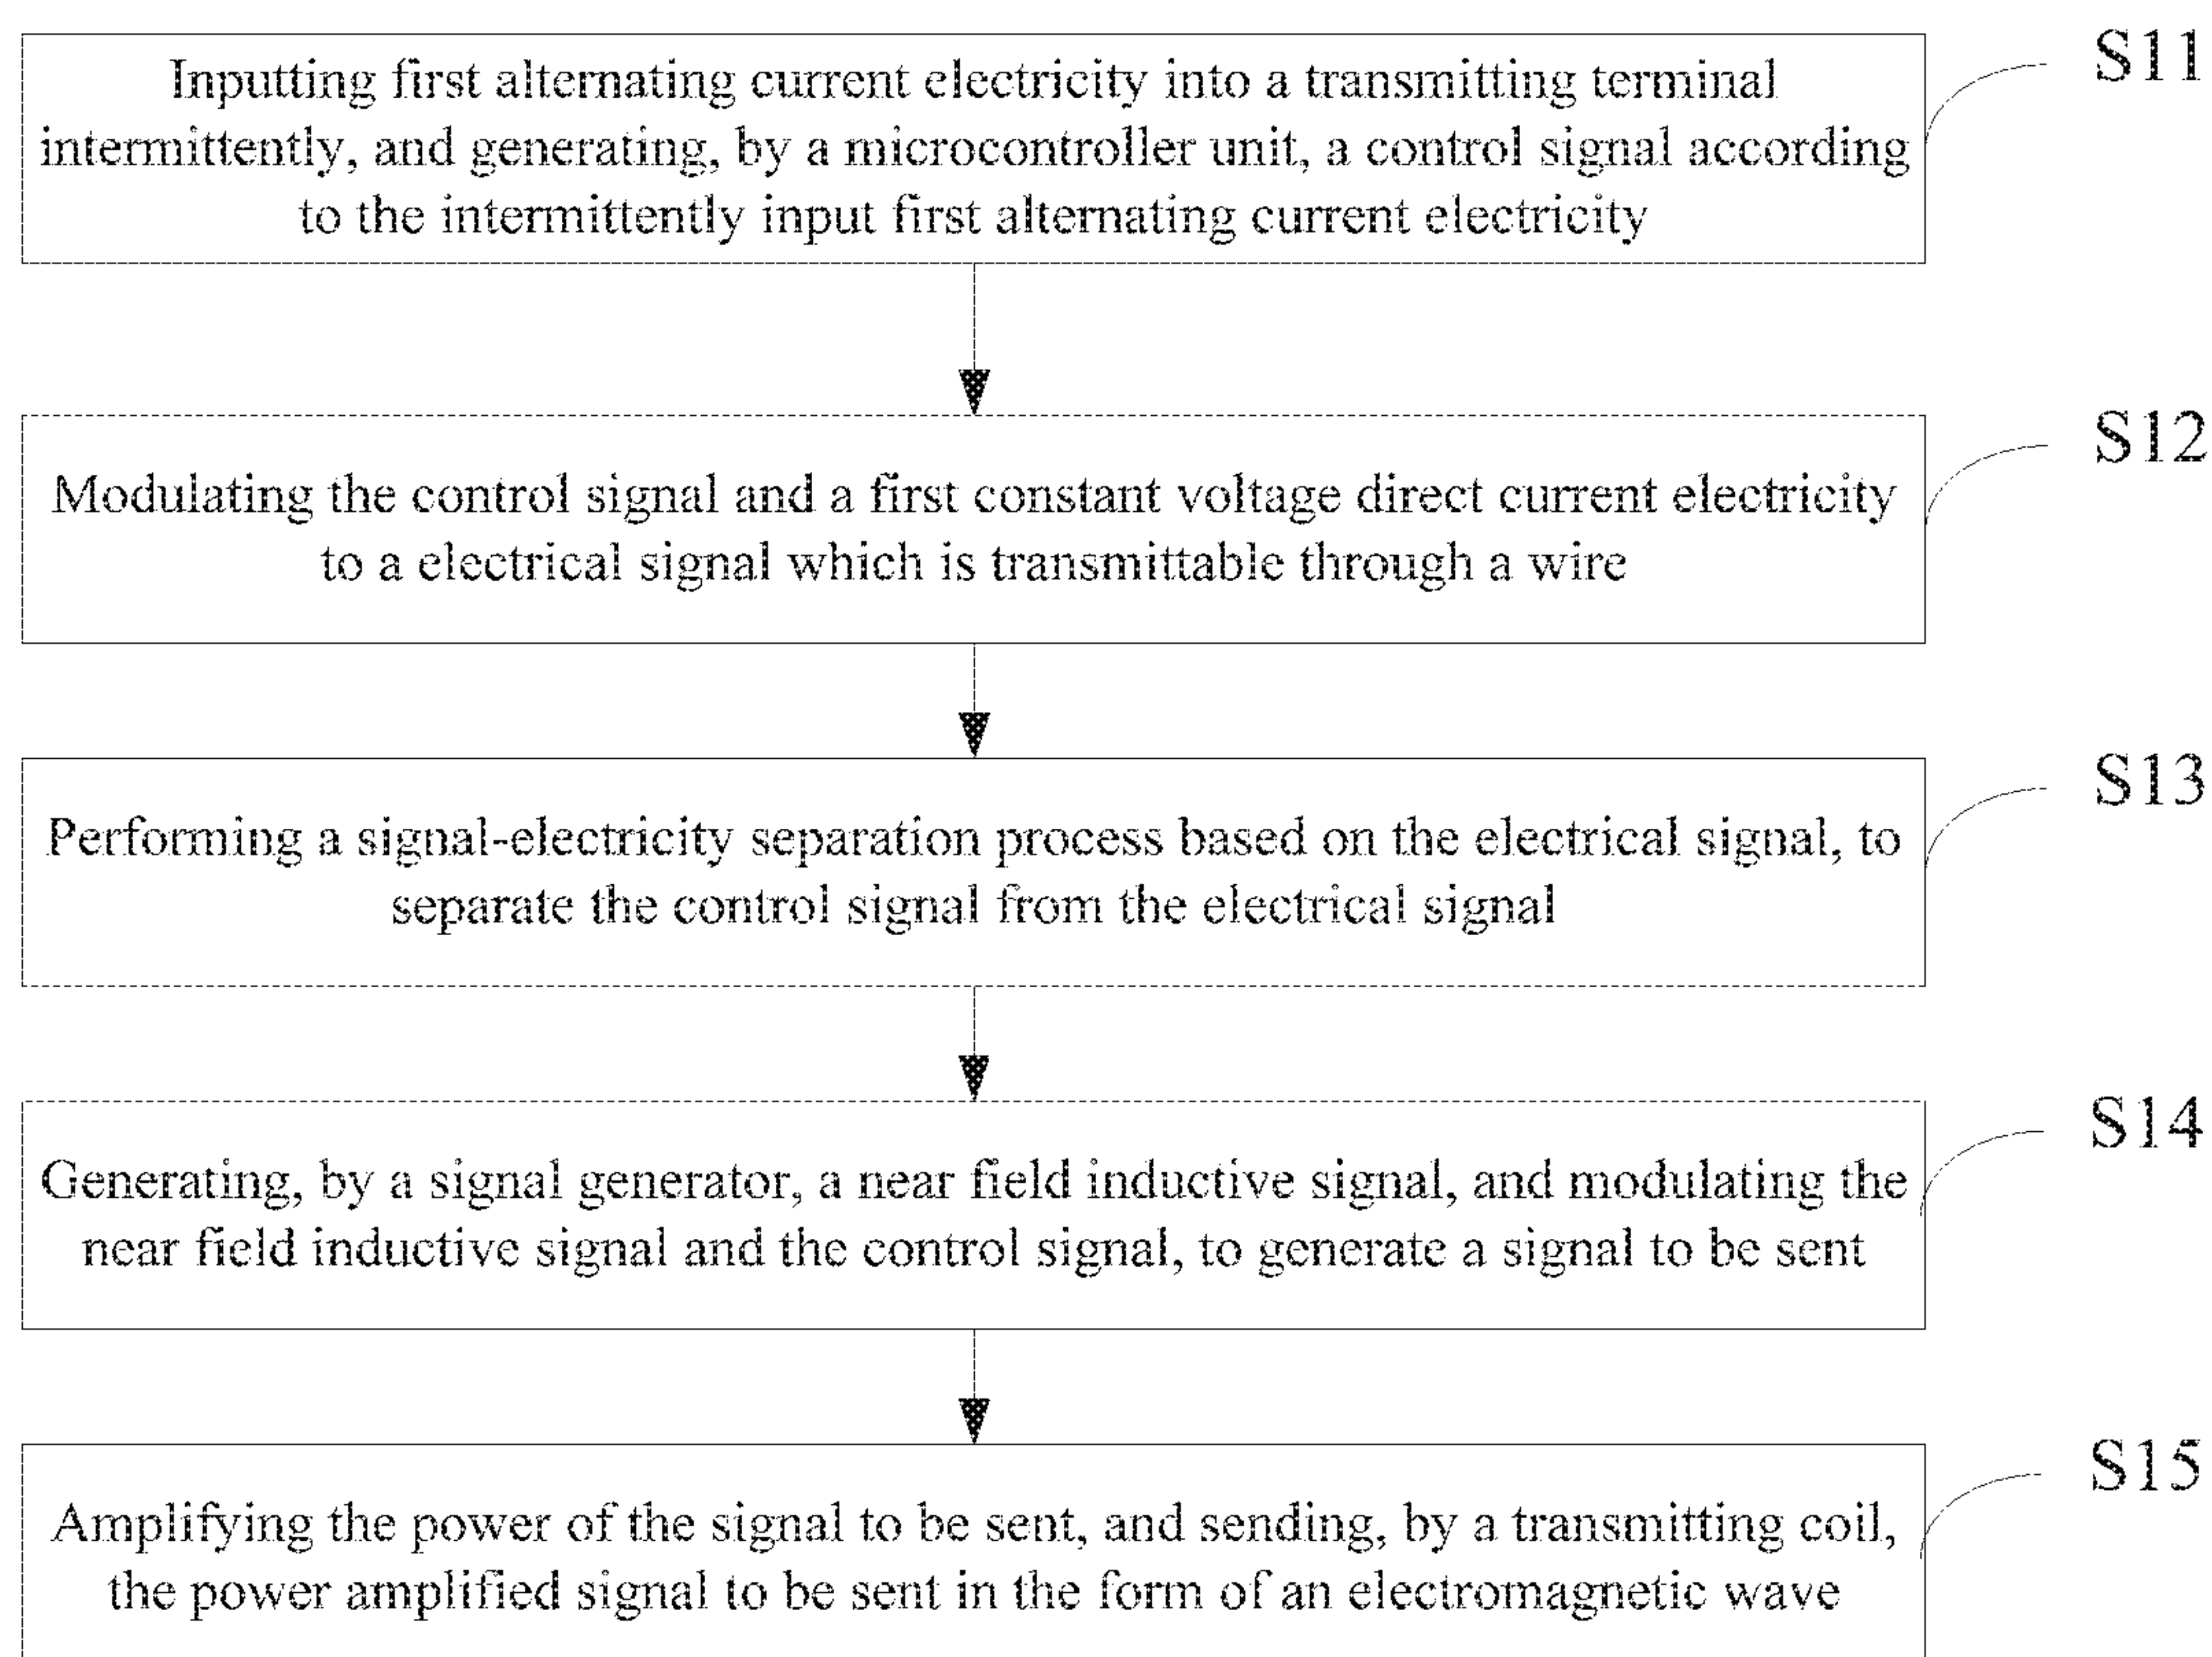 Inputting first alternating current electricity into a transmitting terminal
intermittently, and generating, by a microcontroller unit, a control signal according
to the intermittently input first alternating current electricity
S11
Modulating the control signal and a first constant voltage direct current electricity
to a electrical signal which is transmittable through a wire
S12
Performing a signal-electricity separation process based on the electrical signal, to
separate the control signal from the electrical signal
S13
Generating, by a signal generator, a near field inductive signal, and modulating the
near field inductive signal and the control signal, to generate a signal to be sent
S14
Amplifying the power of the signal to be sent, and sending, by a transmitting coil,
the power amplified signal to be sent in the form of an electromagnetic wave
S15